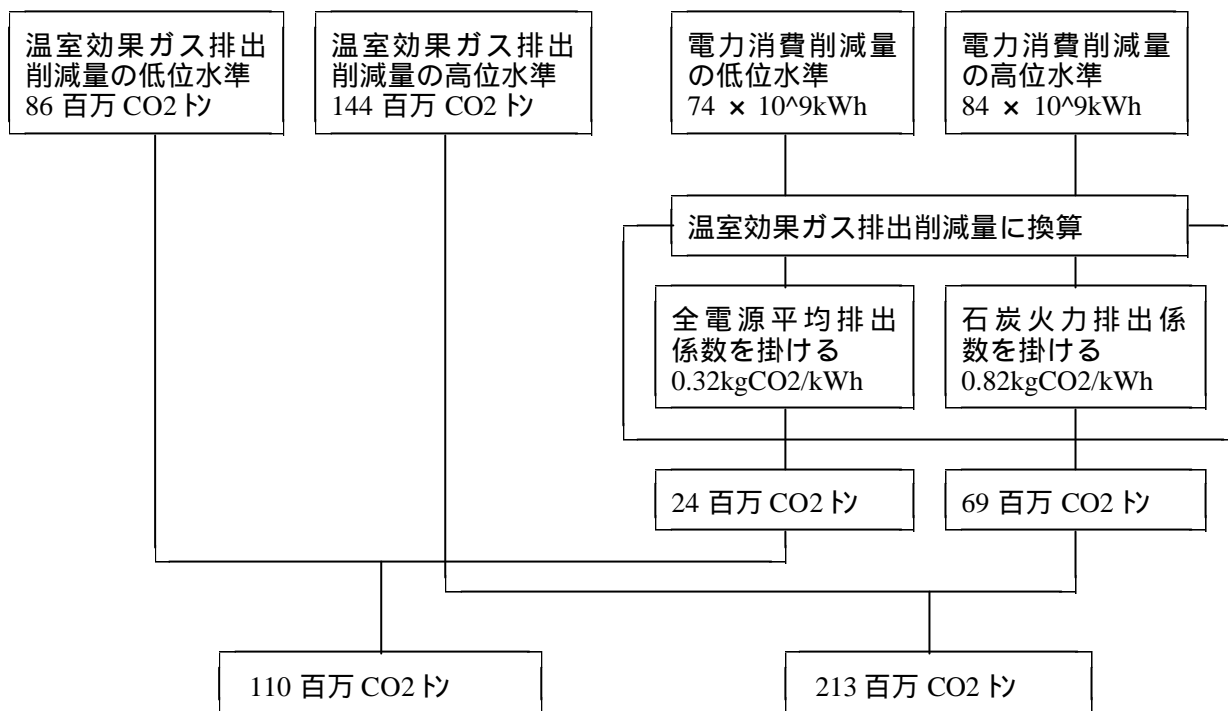 温室効果ガス排出
削減量の低位水準
86 百万 CO2 トン
温室効果ガス排出
削減量の高位水準
144 百万 CO2 トン
電力消費削減量
の低位水準
74 × 10^9kWh
電力消費削減量
の高位水準
84 × 10^9kWh
温室効果ガス排出削減量に換算
全電源平均排出
係数を掛ける
0.32kgCO2/kWh
石炭火力排出係
数を掛ける
0.82kgCO2/kWh
24 百万 CO2 トン
69 百万 CO2 トン
110 百万 CO2 トン
213 百万 CO2 トン